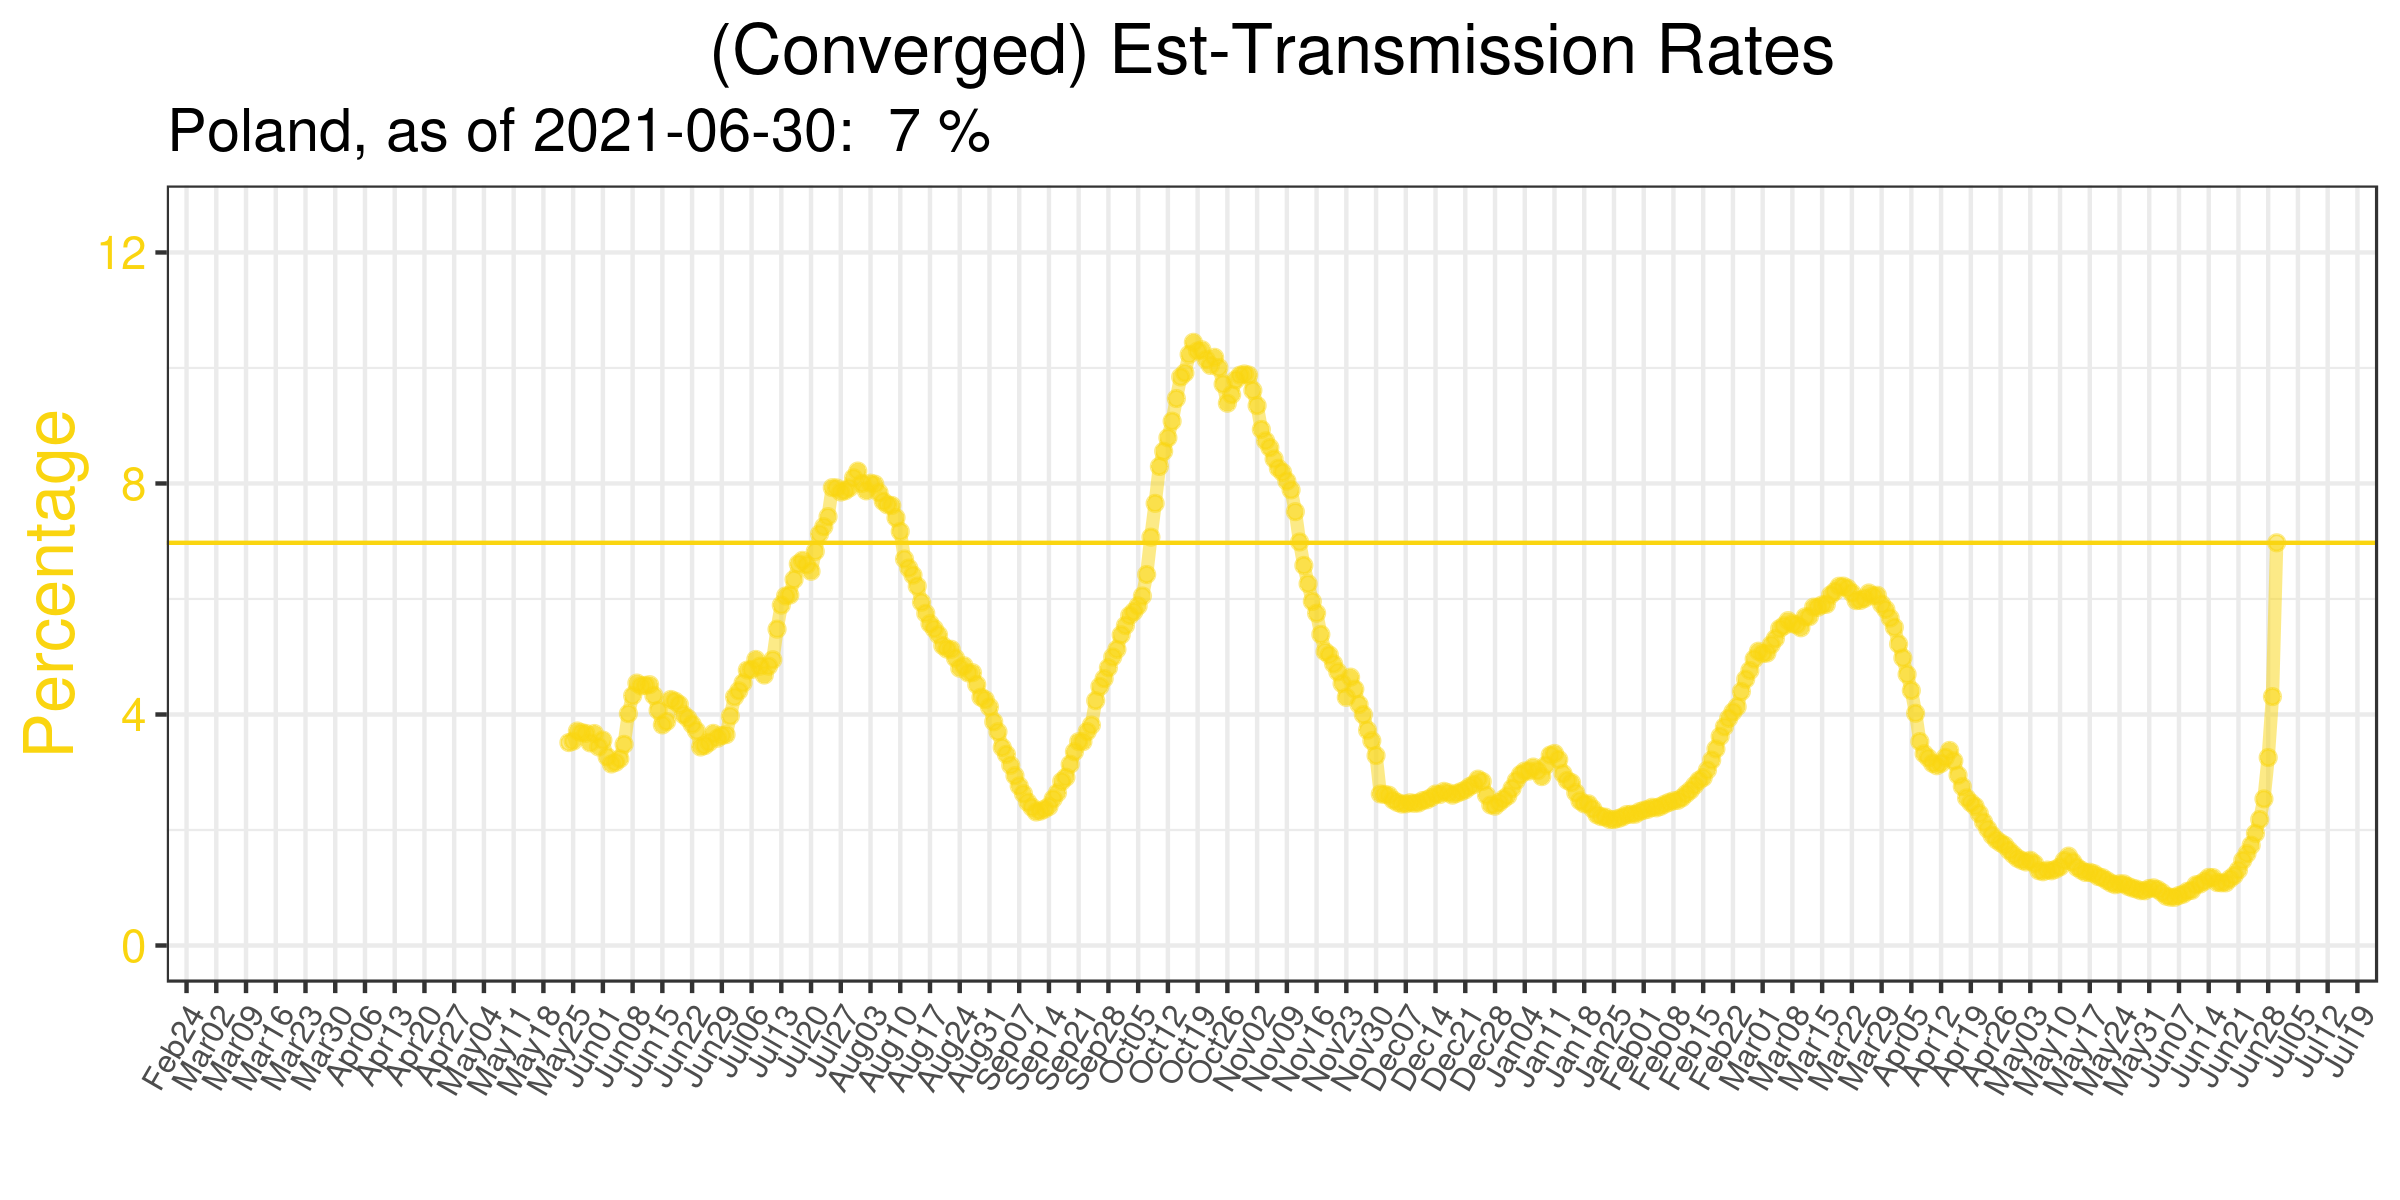 (Converged) Est-Transmission Rates
Poland, as of 2021-06-30:  7 %
Percentage
12
8
4
0
Feb24
Mar02
Mar09
Mar16
Mar23
Mar30
Apr06
Apr13
Apr20
Apr27
May04
May11
May18
May25
Jun01
Jun08
Jun15
Jun22
Jun29
Jul06
Jul13
Jul20
Jul27
Aug03
Aug10
Aug17
Aug24
Aug31
Sep07
Sep14
Sep21
Sep28
Oct05
Oct12
Oct19
Oct26
Nov02
Nov09
Nov16
Nov23
Nov30
Dec07
Dec14
Dec21
Dec28
Jan04
Jan11
Jan18
Jan25
Feb01
Feb08
Feb15
Feb22
Mar01
Mar08
Mar15
Mar22
Mar29
Apr05
Apr12
Apr19
Apr26
May03
May10
May17
May24
May31
Jun07
Jun14
Jun21
Jun28
Jul05
Jul12
Jul19